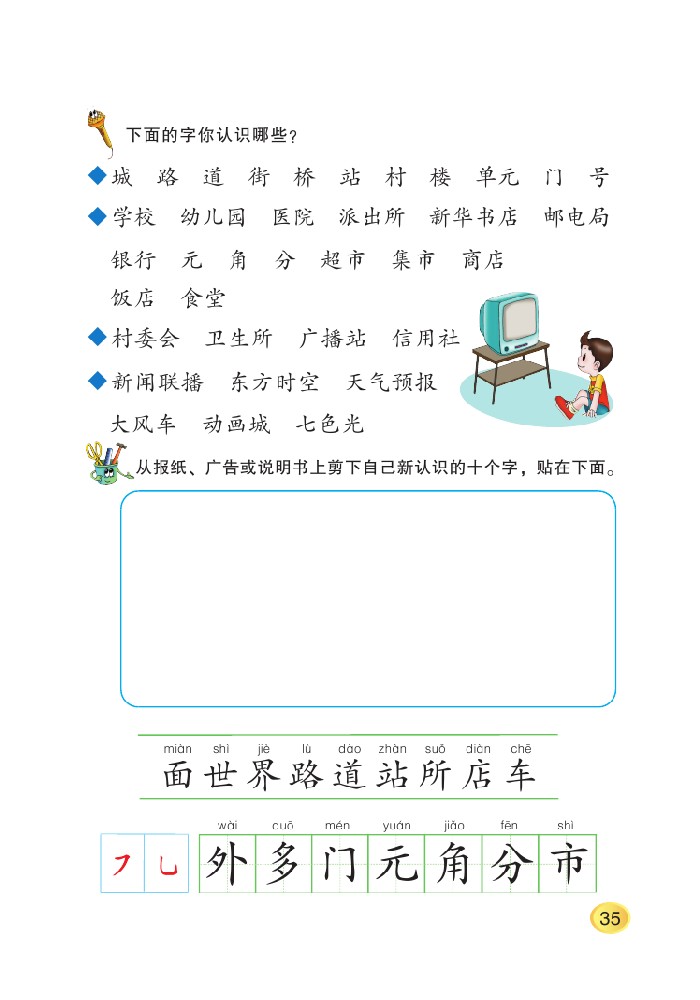 下面的字你认识哪些？
城 路 道 街 桥 站 村 楼 单元 门 号
学校 幼儿园 医院 派出所 新华书店 邮电局
银行 元 角 分 超市 集市 商店
饭店 食堂
村委会 卫生所 广播站 信用社
新闻联播 东方时空 天气预报
大风车 动画城 七色光
从报纸、广告或说明书上剪下自己新认识的十个字，贴在下面。
miàn shì jiè lù dào zhàn suǒ diàn chē
面 世 界 路 道 站 所 店 车
wài duō mén yuán jiǎo fēn shì
㇇ ㇄ 外 多 门 元 角 分 市
35